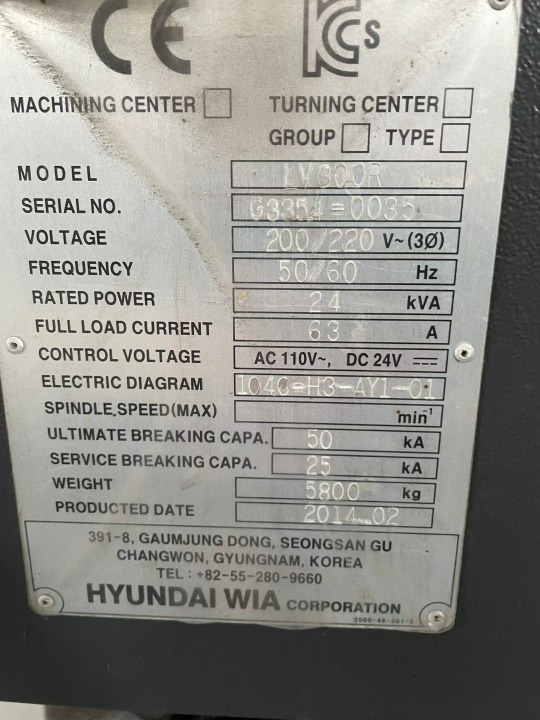 CE KCs
MACHINING CENTER TURNING CENTER
GROUP TYPE
MODEL LV800R
SERIAL NO. G3354-0035
VOLTAGE 200/220 V~(3Ø)
FREQUENCY 50/60 Hz
RATED POWER 24 kVA
FULL LOAD CURRENT 63 A
CONTROL VOLTAGE AC 110V~, DC 24V
ELECTRIC DIAGRAM 1040-H3-AY1-01
SPINDLE SPEED(MAX) min⁻¹
ULTIMATE BREAKING CAPA. 50 kA
SERVICE BREAKING CAPA. 25 kA
WEIGHT 5800 kg
PRODUCTED DATE 2014.02
391-8, GAUMJUNG DONG, SEONGSAN GU
CHANGWON, GYUNGNAM, KOREA
TEL : +82-55-280-9660
HYUNDAI WIA CORPORATION